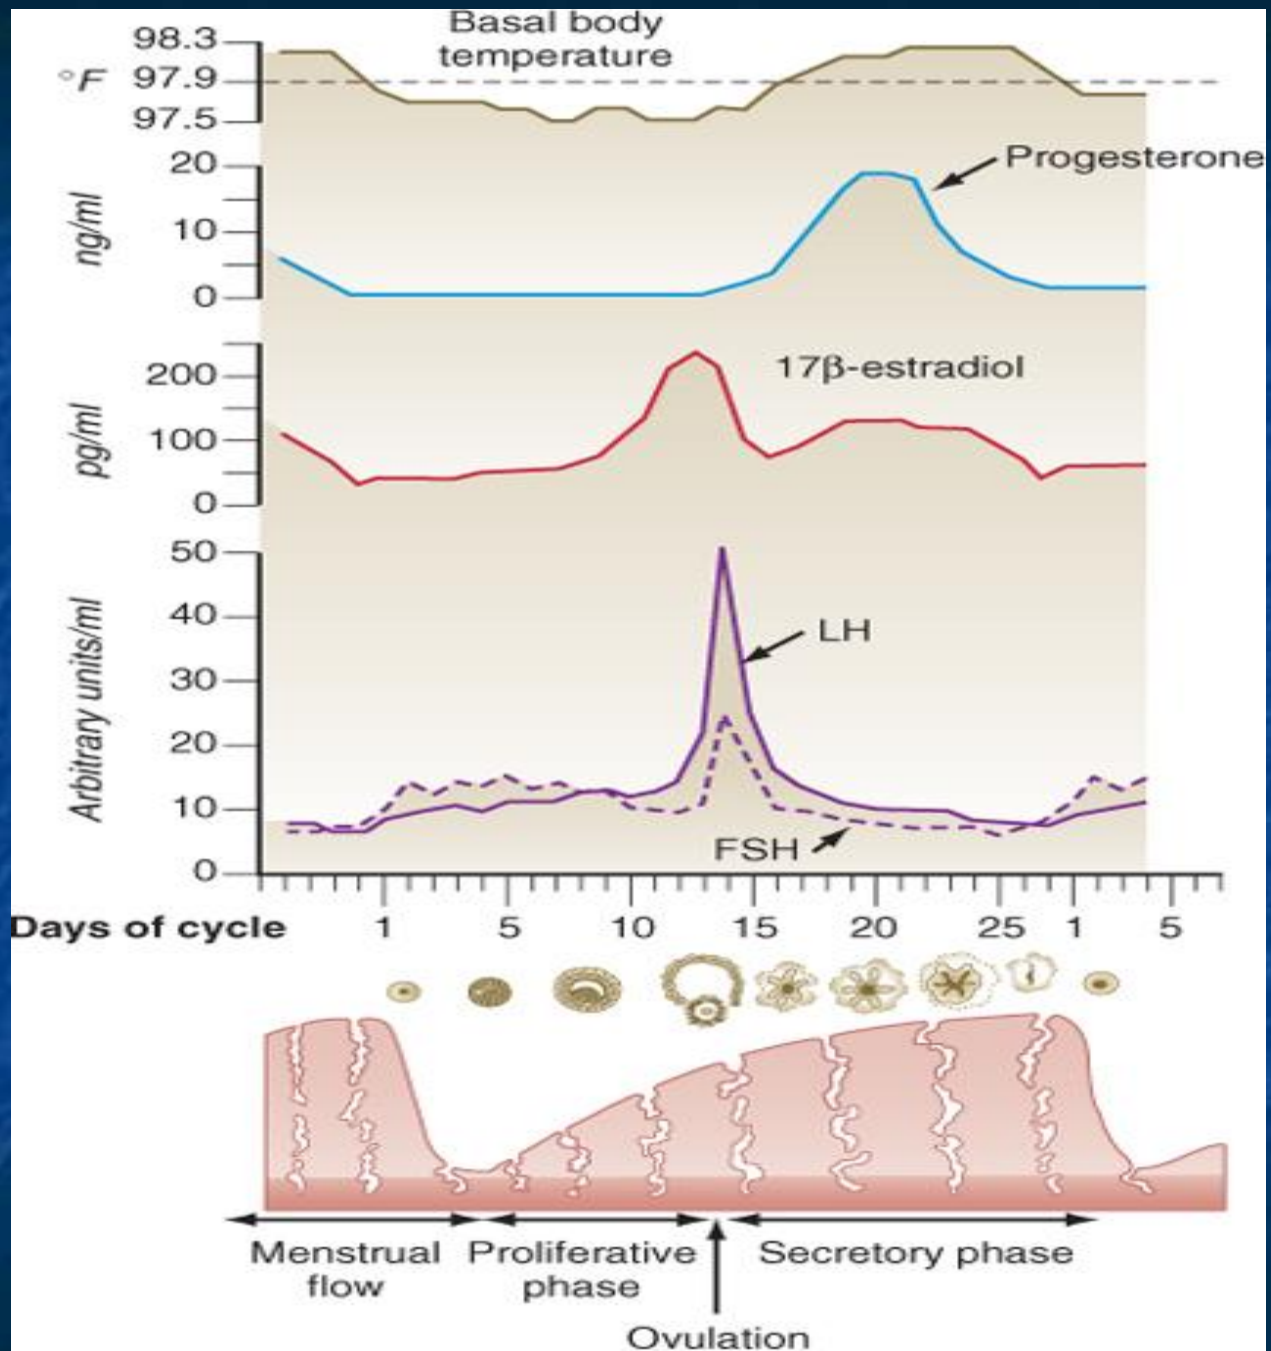 Basal body
temperature
°F
98.3
97.9
97.5
Progesterone
ng/ml
20
10
0
17β-estradiol
pg/ml
200
100
0
Arbitrary units/ml
50
40
30
20
10
0
LH
FSH
Days of cycle 1 5 10 15 20 25 1 5
Menstrual
flow
Proliferative
phase
Secretory phase
Ovulation